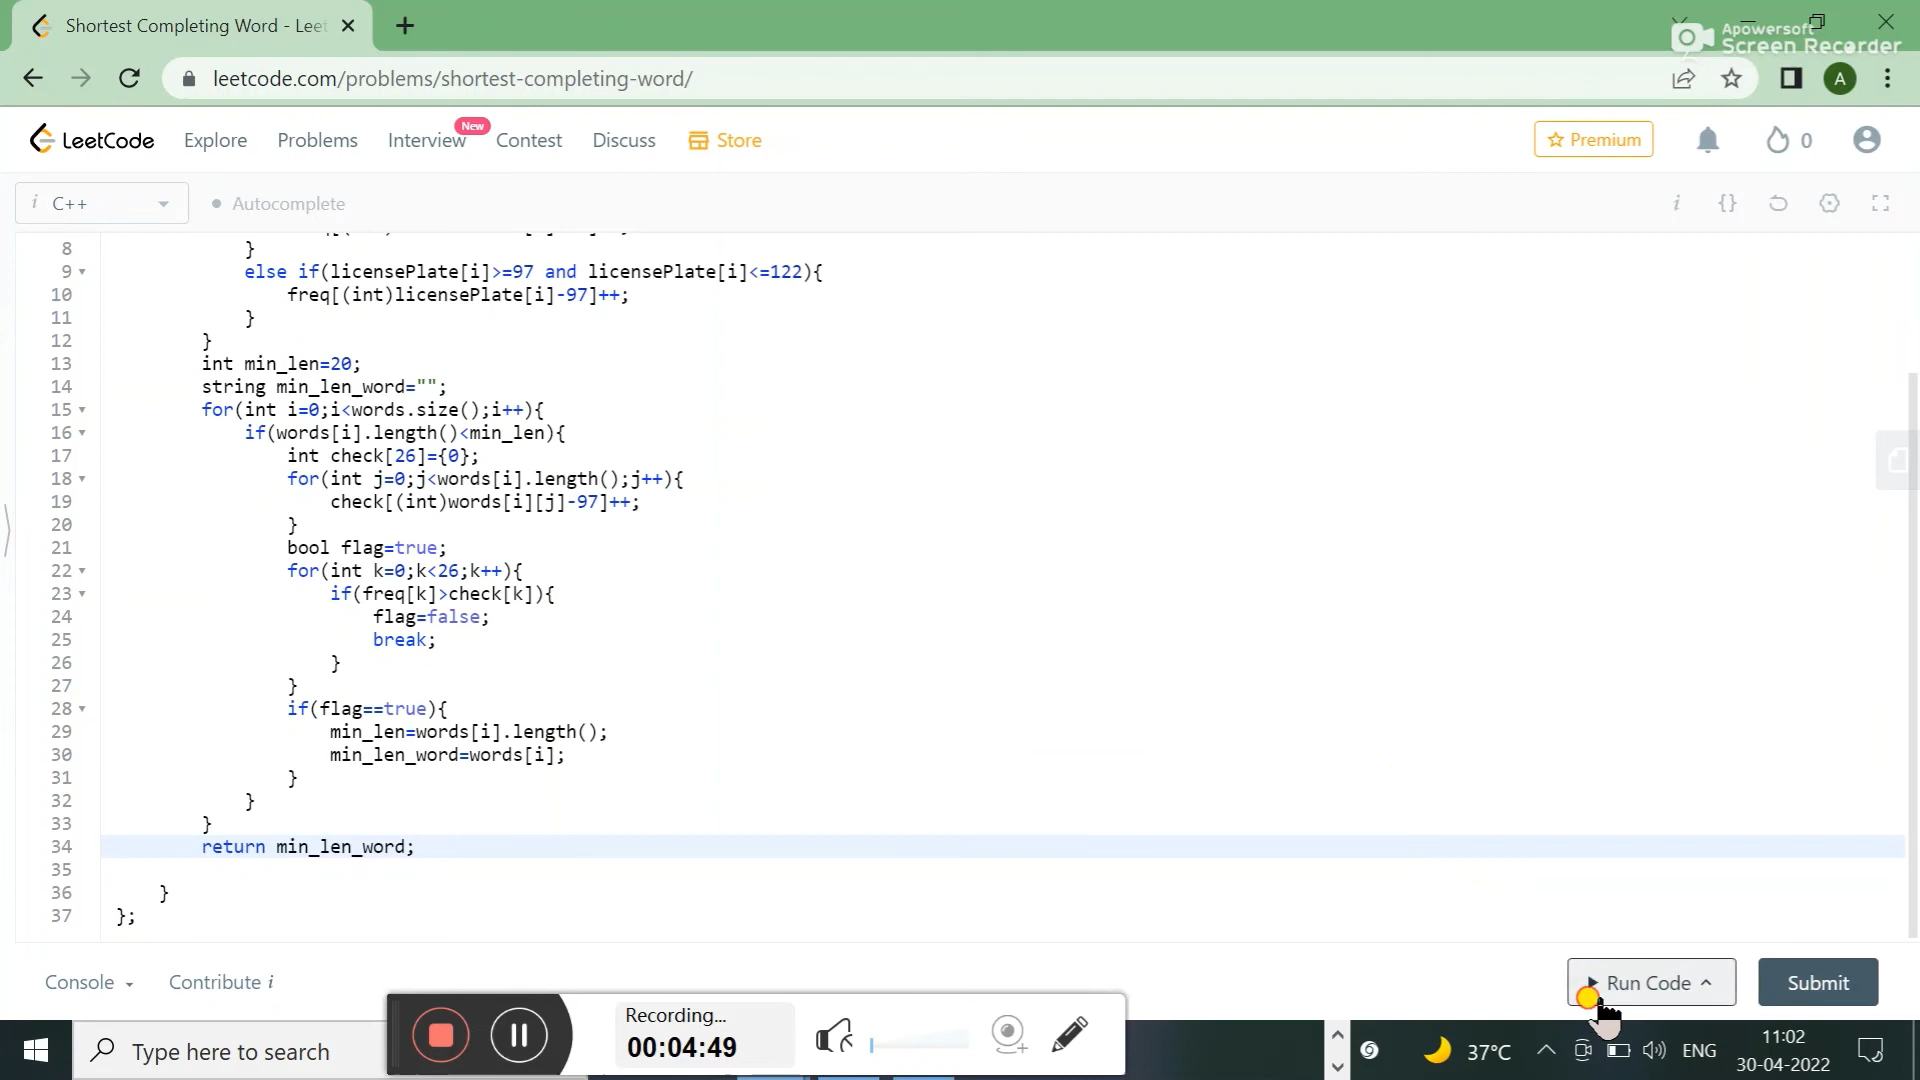 Shortest Completing Word - Leet
Apowersoft
Screen Recorder
leetcode.com/problems/shortest-completing-word/
A
LeetCode Explore Problems Interview New Contest Discuss Store Premium 0
i C++ Autocomplete i {}
8 }
9 else if(licensePlate[i]>=97 and licensePlate[i]<=122){
10 freq[(int)licensePlate[i]-97]++;
11 }
12 }
13 int min_len=20;
14 string min_len_word="";
15 for(int i=0;i<words.size();i++){
16 if(words[i].length()<min_len){
17 int check[26]={0};
18 for(int j=0;j<words[i].length();j++){
19 check[(int)words[i][j]-97]++;
20 }
21 bool flag=true;
22 for(int k=0;k<26;k++){
23 if(freq[k]>check[k]){
24 flag=false;
25 break;
26 }
27 }
28 if(flag==true){
29 min_len=words[i].length();
30 min_len_word=words[i];
31 }
32 }
33 }
34 return min_len_word;
35
36 }
37 };
Console Contribute i Run Code Submit
Recording...
00:04:49
Type here to search 37°C ENG
11:02
30-04-2022